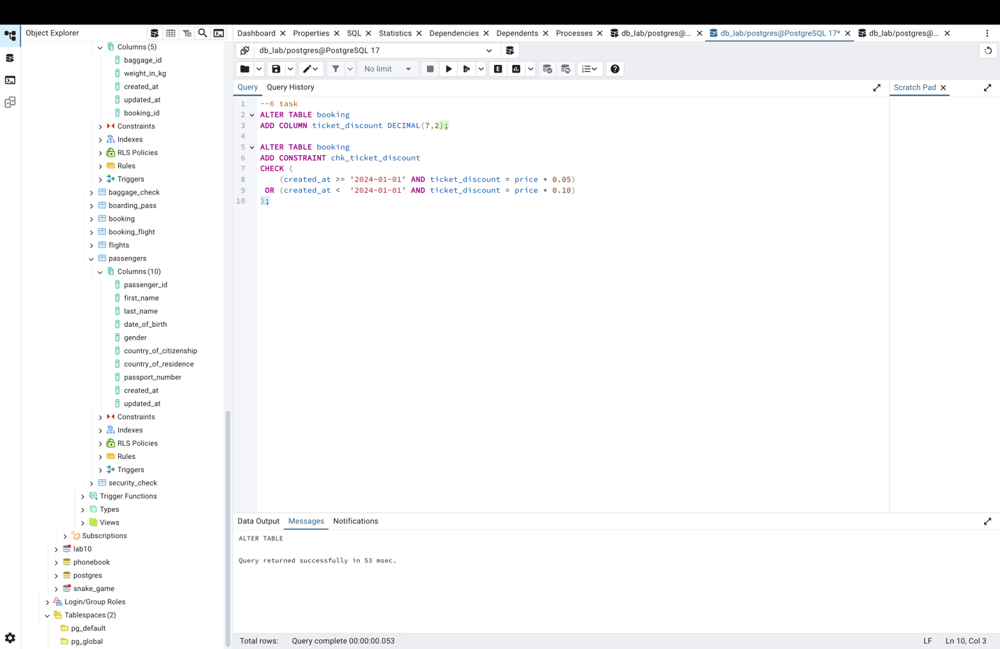 Object Explorer
Dashboard
Properties
SQL
Statistics
Dependencies
Dependents
Processes
db_lab/postgres@...
db_lab/postgres@PostgreSQL 17*
db_lab/postgres@...
db_lab/postgres@PostgreSQL 17
No limit
E
Query
Query History
Scratch Pad
Columns (5)
baggage_id
weight_in_kg
created_at
updated_at
booking_id
Constraints
Indexes
RLS Policies
Rules
Triggers
baggage_check
boarding_pass
booking
booking_flight
flights
passengers
Columns (10)
passenger_id
first_name
last_name
date_of_birth
gender
country_of_citizenship
country_of_residence
passport_number
created_at
updated_at
Constraints
Indexes
RLS Policies
Rules
Triggers
security_check
Trigger Functions
Types
Views
Subscriptions
lab10
phonebook
postgres
snake_game
Login/Group Roles
Tablespaces (2)
pg_default
pg_global
1 --6 task
2 ALTER TABLE booking
3 ADD COLUMN ticket_discount DECIMAL(7,2);
4
5 ALTER TABLE booking
6 ADD CONSTRAINT chk_ticket_discount
7 CHECK (
8 (created_at >= '2024-01-01' AND ticket_discount = price * 0.05)
9 OR (created_at < '2024-01-01' AND ticket_discount = price * 0.10)
10 );
Data Output
Messages
Notifications
ALTER TABLE
Query returned successfully in 53 msec.
Total rows:
Query complete 00:00:00.053
LF
Ln 10, Col 3